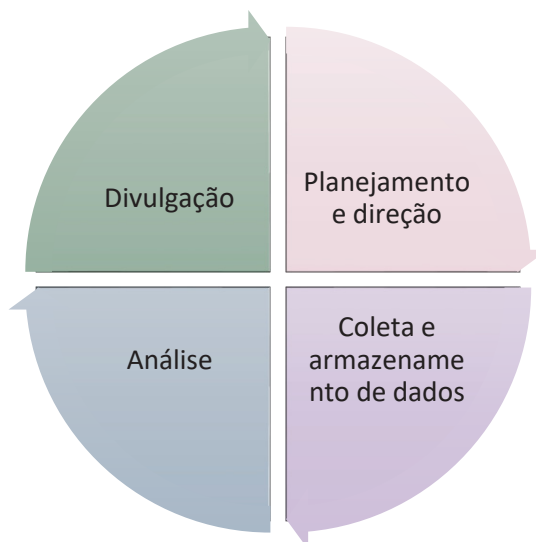 Divulgação
Planejamento
e direção
Análise
Coleta e
armazename
nto de dados